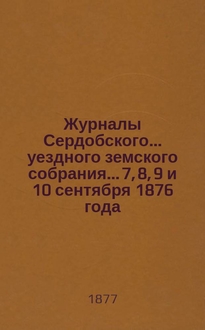 Журналы
Сердобского...
уездного земского
собрания... 7, 8, 9 и
10 сентября 1876
года
1877